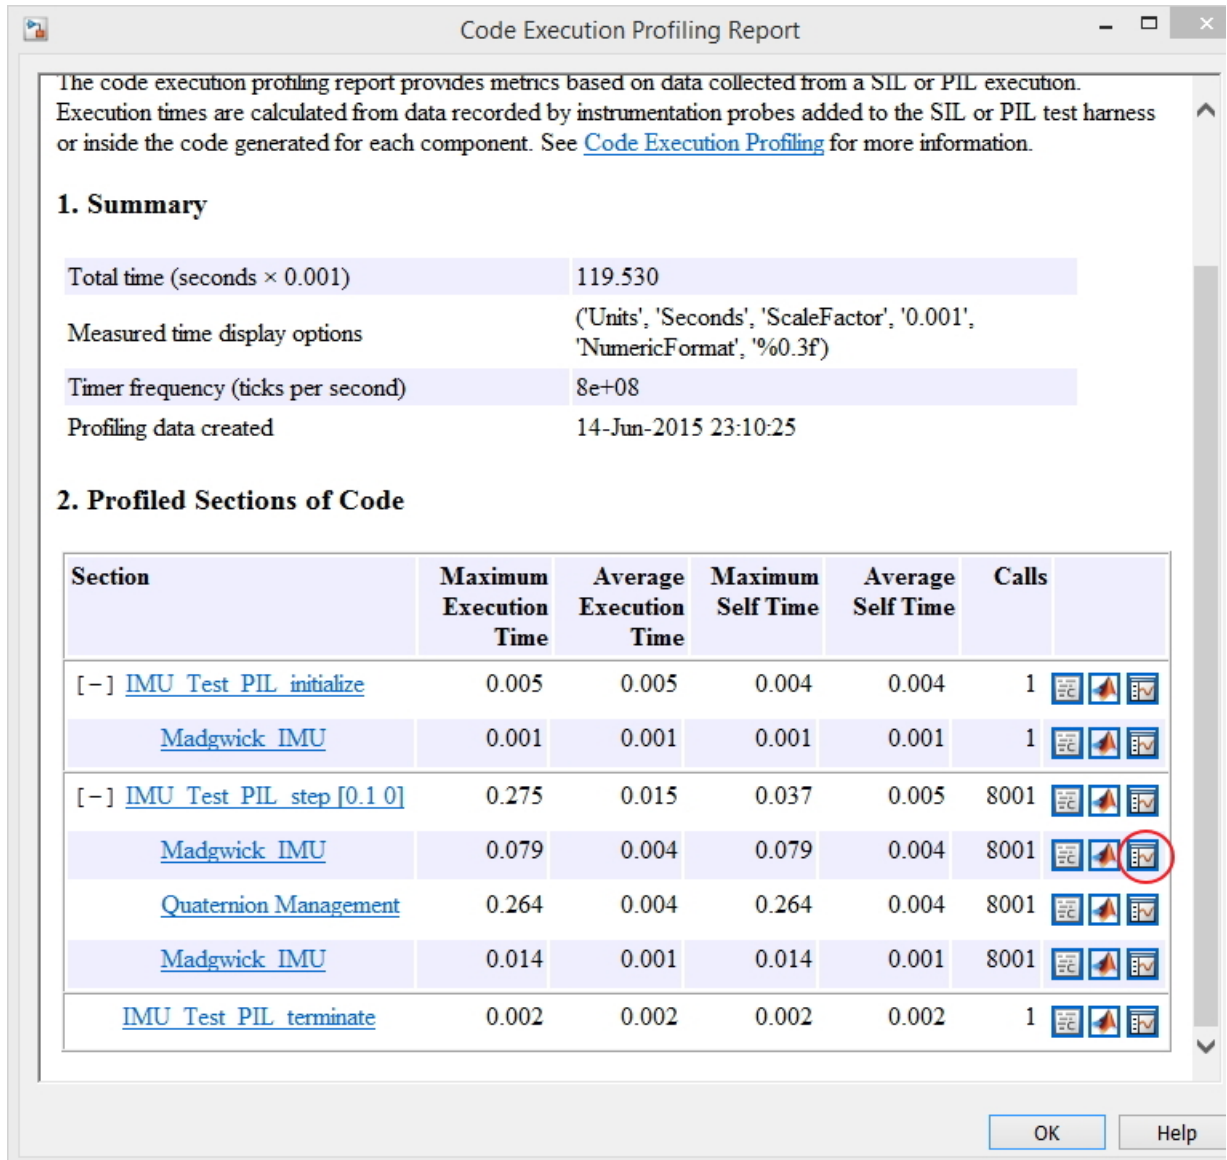 Code Execution Profiling Report
The code execution profiling report provides metrics based on data collected from a SIL or PIL execution.
Execution times are calculated from data recorded by instrumentation probes added to the SIL or PIL test harness
or inside the code generated for each component. See Code Execution Profiling for more information.
1. Summary
Total time (seconds × 0.001) 119.530
Measured time display options ('Units', 'Seconds', 'ScaleFactor', '0.001',
'NumericFormat', '%0.3f')
Timer frequency (ticks per second) 8e+08
Profiling data created 14-Jun-2015 23:10:25
2. Profiled Sections of Code
Section Maximum Average Maximum Average Calls
Execution Execution Self Time Self Time
Time Time
[-] IMU_Test_PIL_initialize 0.005 0.005 0.004 0.004 1
Madgwick_IMU 0.001 0.001 0.001 0.001 1
[-] IMU_Test_PIL_step [0.1 0] 0.275 0.015 0.037 0.005 8001
Madgwick_IMU 0.079 0.004 0.079 0.004 8001
Quaternion Management 0.264 0.004 0.264 0.004 8001
Madgwick_IMU 0.014 0.001 0.014 0.001 8001
IMU_Test_PIL_terminate 0.002 0.002 0.002 0.002 1
OK Help